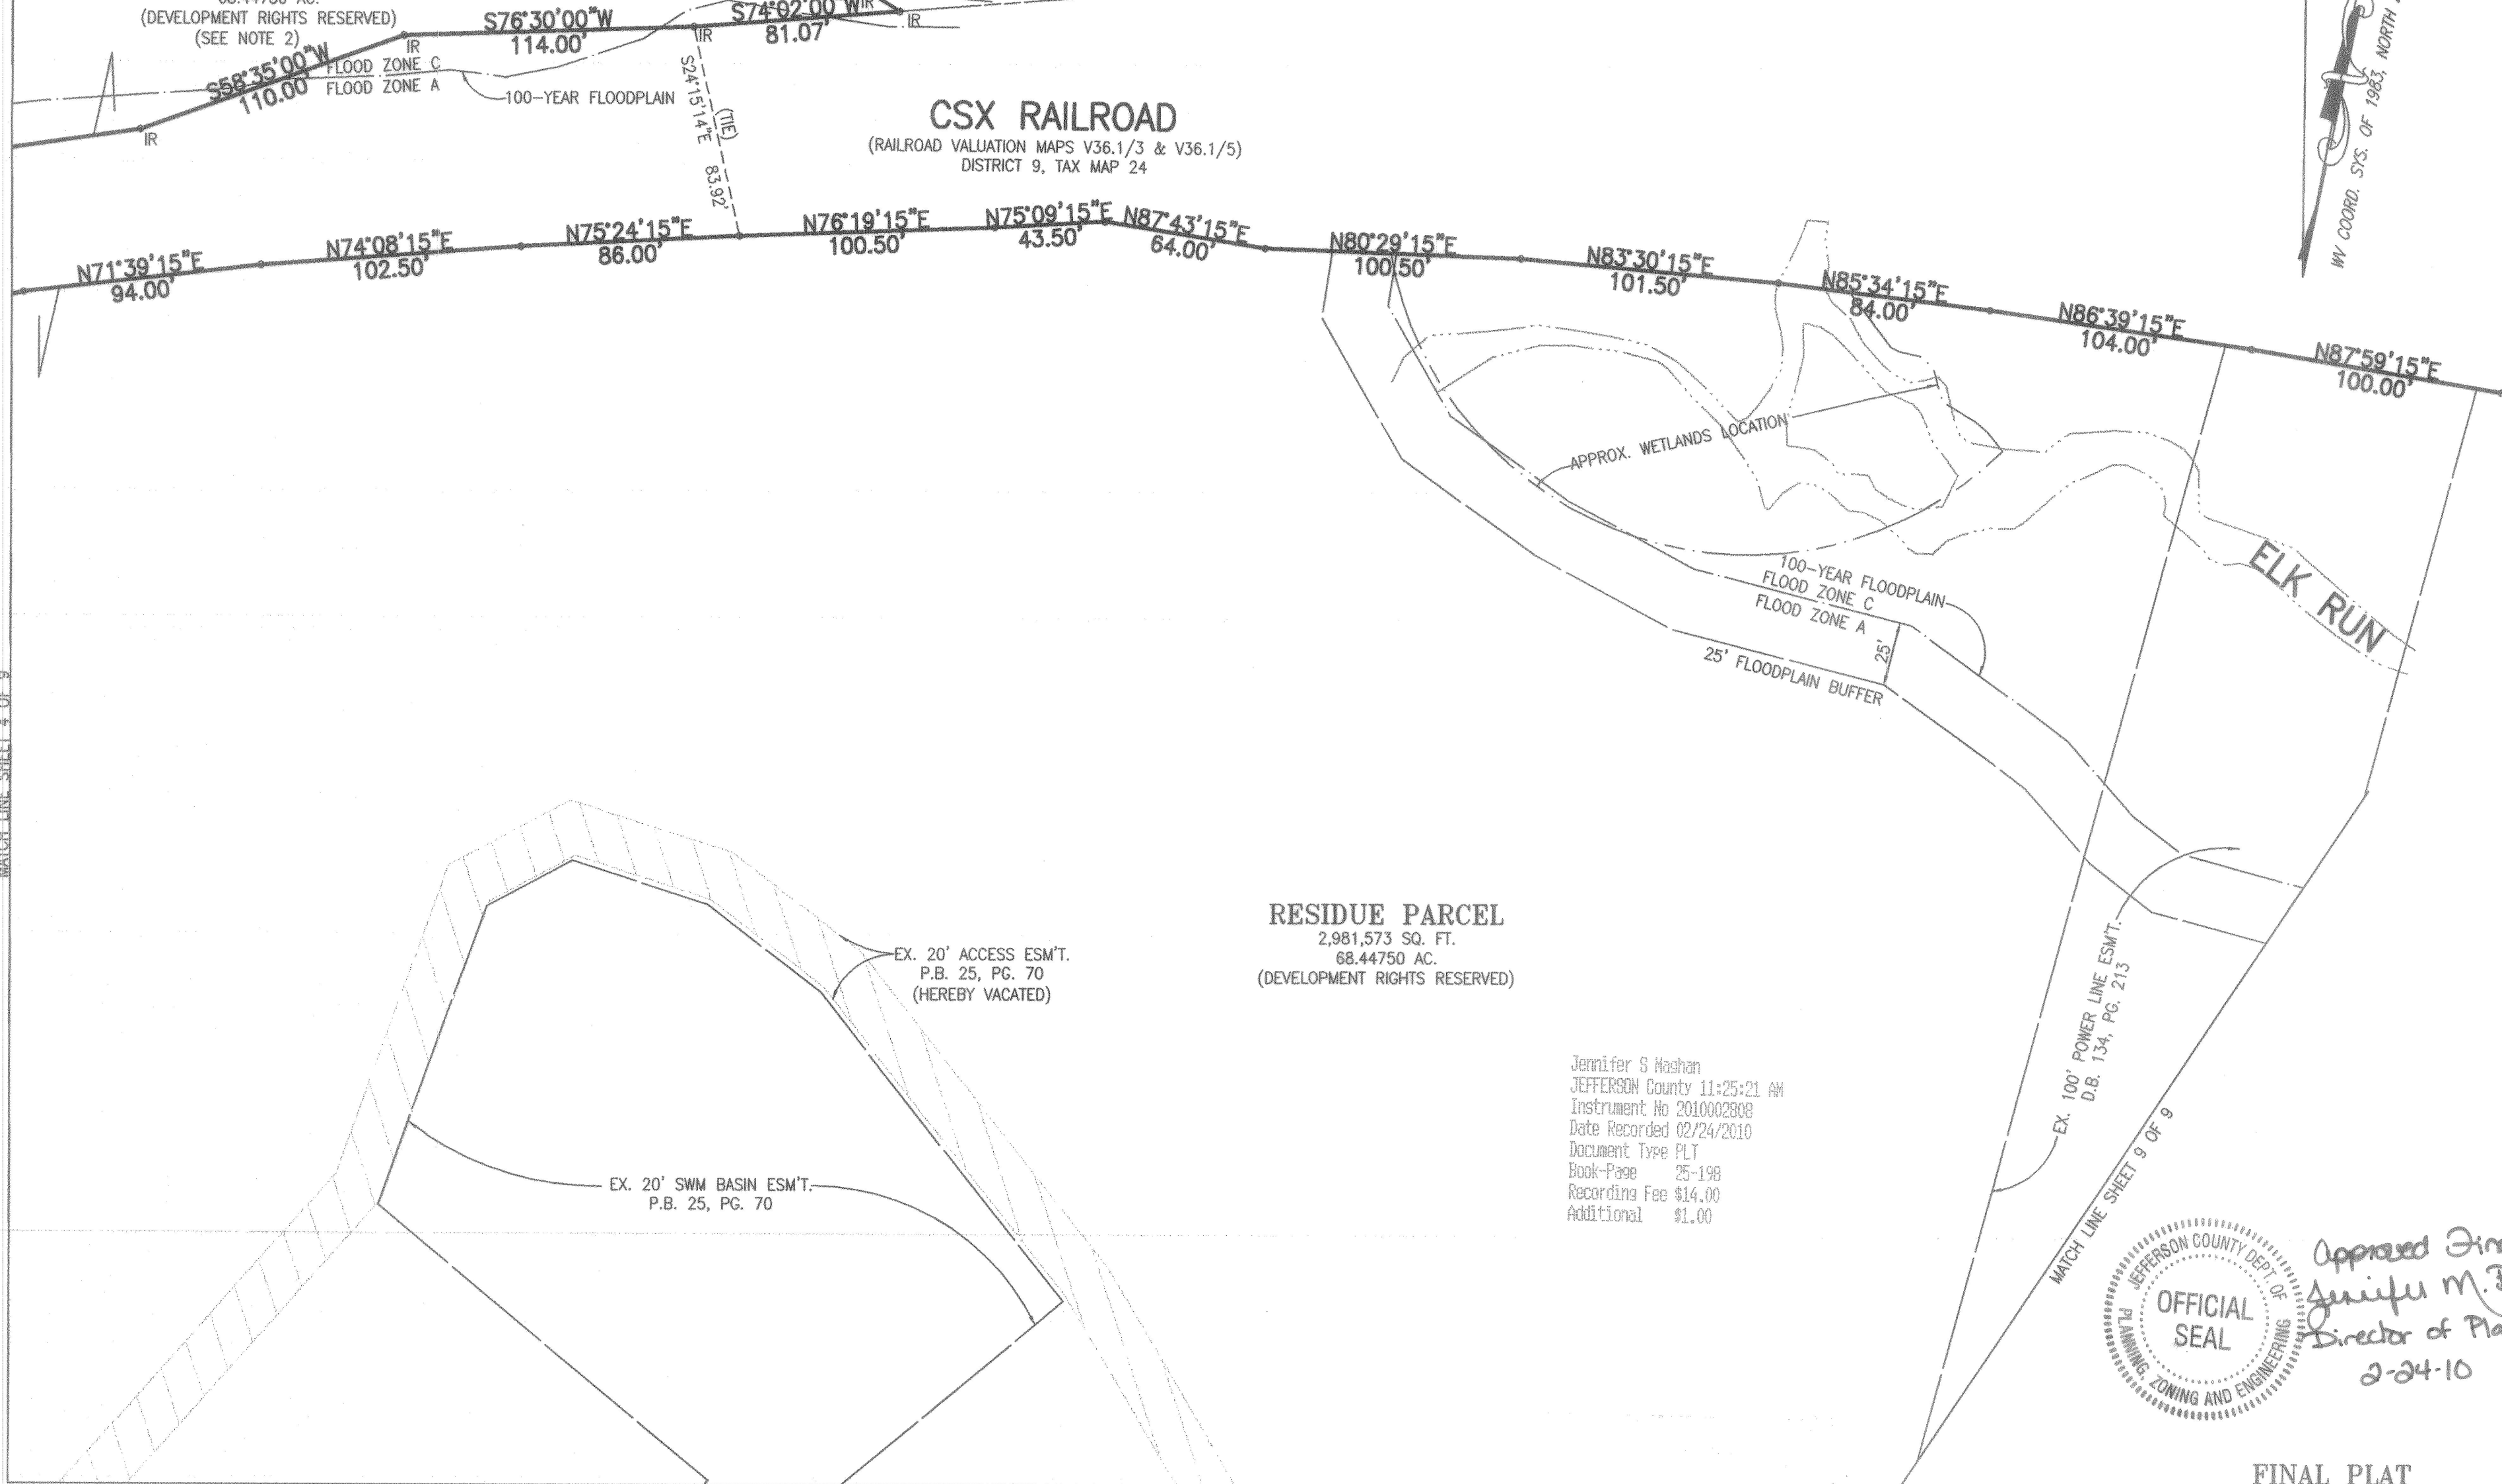 (DEVELOPMENT RIGHTS RESERVED)
(SEE NOTE 2)
S76°30'00"W
114.00'
S74°02'00"W
81.07'
IR
IR
IR
IR
IR
S58°35'00"W
110.00'
FLOOD ZONE C
FLOOD ZONE A
100-YEAR FLOODPLAIN
S24°15'14"E 83.92'
(TIE)
CSX RAILROAD
(RAILROAD VALUATION MAPS V36.1/3 & V36.1/5)
DISTRICT 9, TAX MAP 24
WV COORD. SYS. OF 1983, NORTH
N71°39'15"E
94.00'
N74°08'15"E
102.50'
N75°24'15"E
86.00'
N76°19'15"E
100.50'
N75°09'15"E
43.50'
N87°43'15"E
64.00'
N80°29'15"E
100.50'
N83°30'15"E
101.50'
N85°34'15"E
84.00'
N86°39'15"E
104.00'
N87°59'15"E
100.00'
APPROX. WETLANDS LOCATION
100-YEAR FLOODPLAIN
FLOOD ZONE C
FLOOD ZONE A
25'
25' FLOODPLAIN BUFFER
ELK RUN
MATCH LINE SHEET 4 OF 9
RESIDUE PARCEL
2,981,573 SQ. FT.
68.44750 AC.
(DEVELOPMENT RIGHTS RESERVED)
EX. 20' ACCESS ESM'T.
P.B. 25, PG. 70
(HEREBY VACATED)
EX. 20' SWM BASIN ESM'T.
P.B. 25, PG. 70
EX. 100' POWER LINE ESM'T.
D.B. 134, PG. 213
MATCH LINE SHEET 9 OF 9
Jennifer S Maghan
JEFFERSON County 11:25:21 AM
Instrument No 2010002808
Date Recorded 02/24/2010
Document Type PLT
Book-Page 25-198
Recording Fee $14.00
Additional $1.00
JEFFERSON COUNTY DEPT. OF
PLANNING, ZONING AND ENGINEERING
OFFICIAL
SEAL
Approved
Jennifer M.
Director of
2-24-10
FINAL PLAT